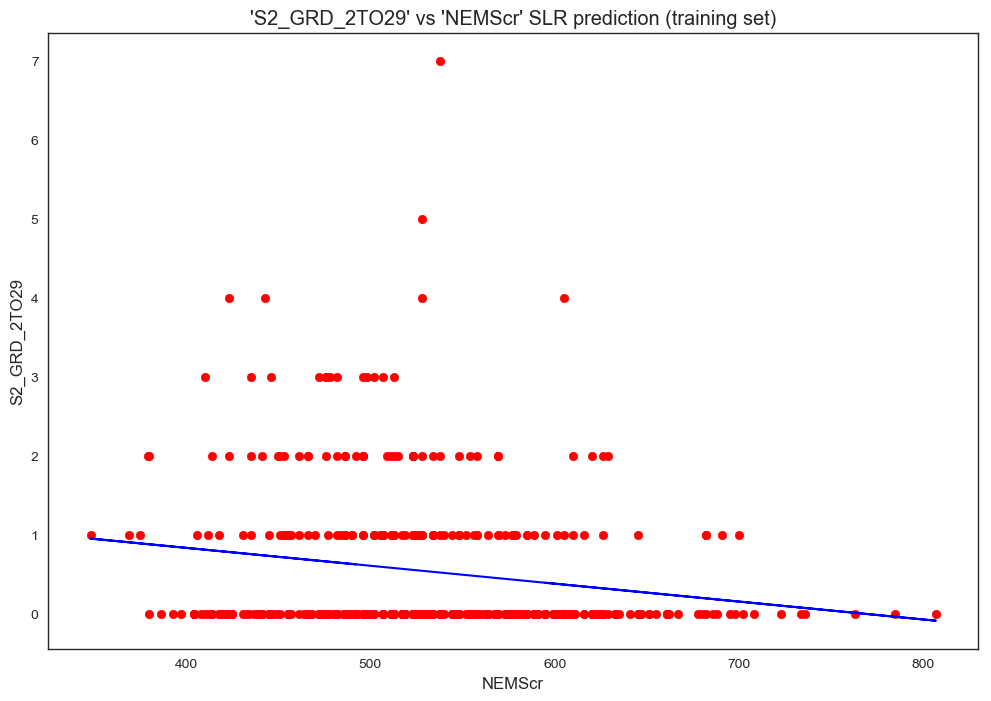 'S2_GRD_2TO29' vs 'NEMScr' SLR prediction (training set)
7
6
5
4
3
2
1
0
S2_GRD_2TO29
400 500 600 700 800
NEMScr